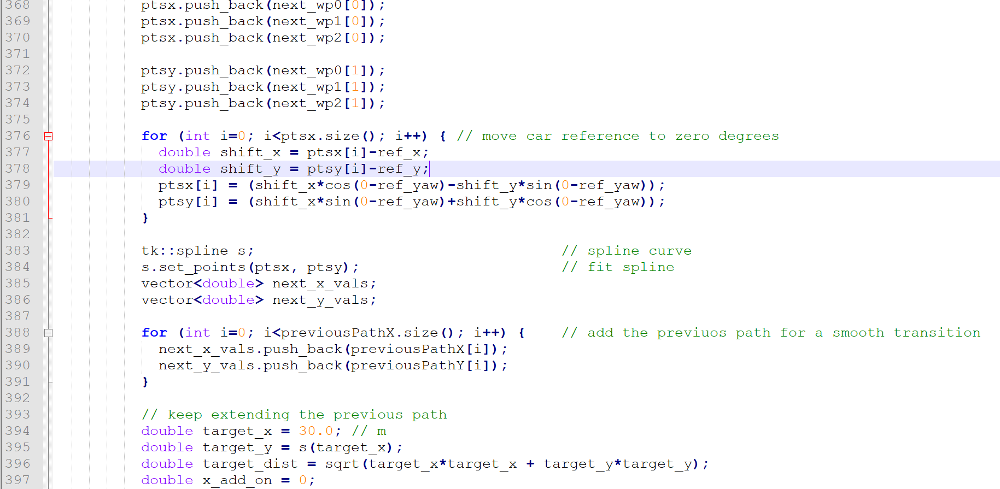 368 ptsx.push_back(next_wp0[0]);
369 ptsx.push_back(next_wp1[0]);
370 ptsx.push_back(next_wp2[0]);
371
372 ptsy.push_back(next_wp0[1]);
373 ptsy.push_back(next_wp1[1]);
374 ptsy.push_back(next_wp2[1]);
375
376 for (int i=0; i<ptsx.size(); i++) { // move car reference to zero degrees
377 double shift_x = ptsx[i]-ref_x;
378 double shift_y = ptsy[i]-ref_y;
379 ptsx[i] = (shift_x*cos(0-ref_yaw)-shift_y*sin(0-ref_yaw));
380 ptsy[i] = (shift_x*sin(0-ref_yaw)+shift_y*cos(0-ref_yaw));
381 }
382
383 tk::spline s; // spline curve
384 s.set_points(ptsx, ptsy); // fit spline
385 vector<double> next_x_vals;
386 vector<double> next_y_vals;
387
388 for (int i=0; i<previousPathX.size(); i++) { // add the previuos path for a smooth transition
389 next_x_vals.push_back(previousPathX[i]);
390 next_y_vals.push_back(previousPathY[i]);
391 }
392
393 // keep extending the previous path
394 double target_x = 30.0; // m
395 double target_y = s(target_x);
396 double target_dist = sqrt(target_x*target_x + target_y*target_y);
397 double x_add_on = 0;